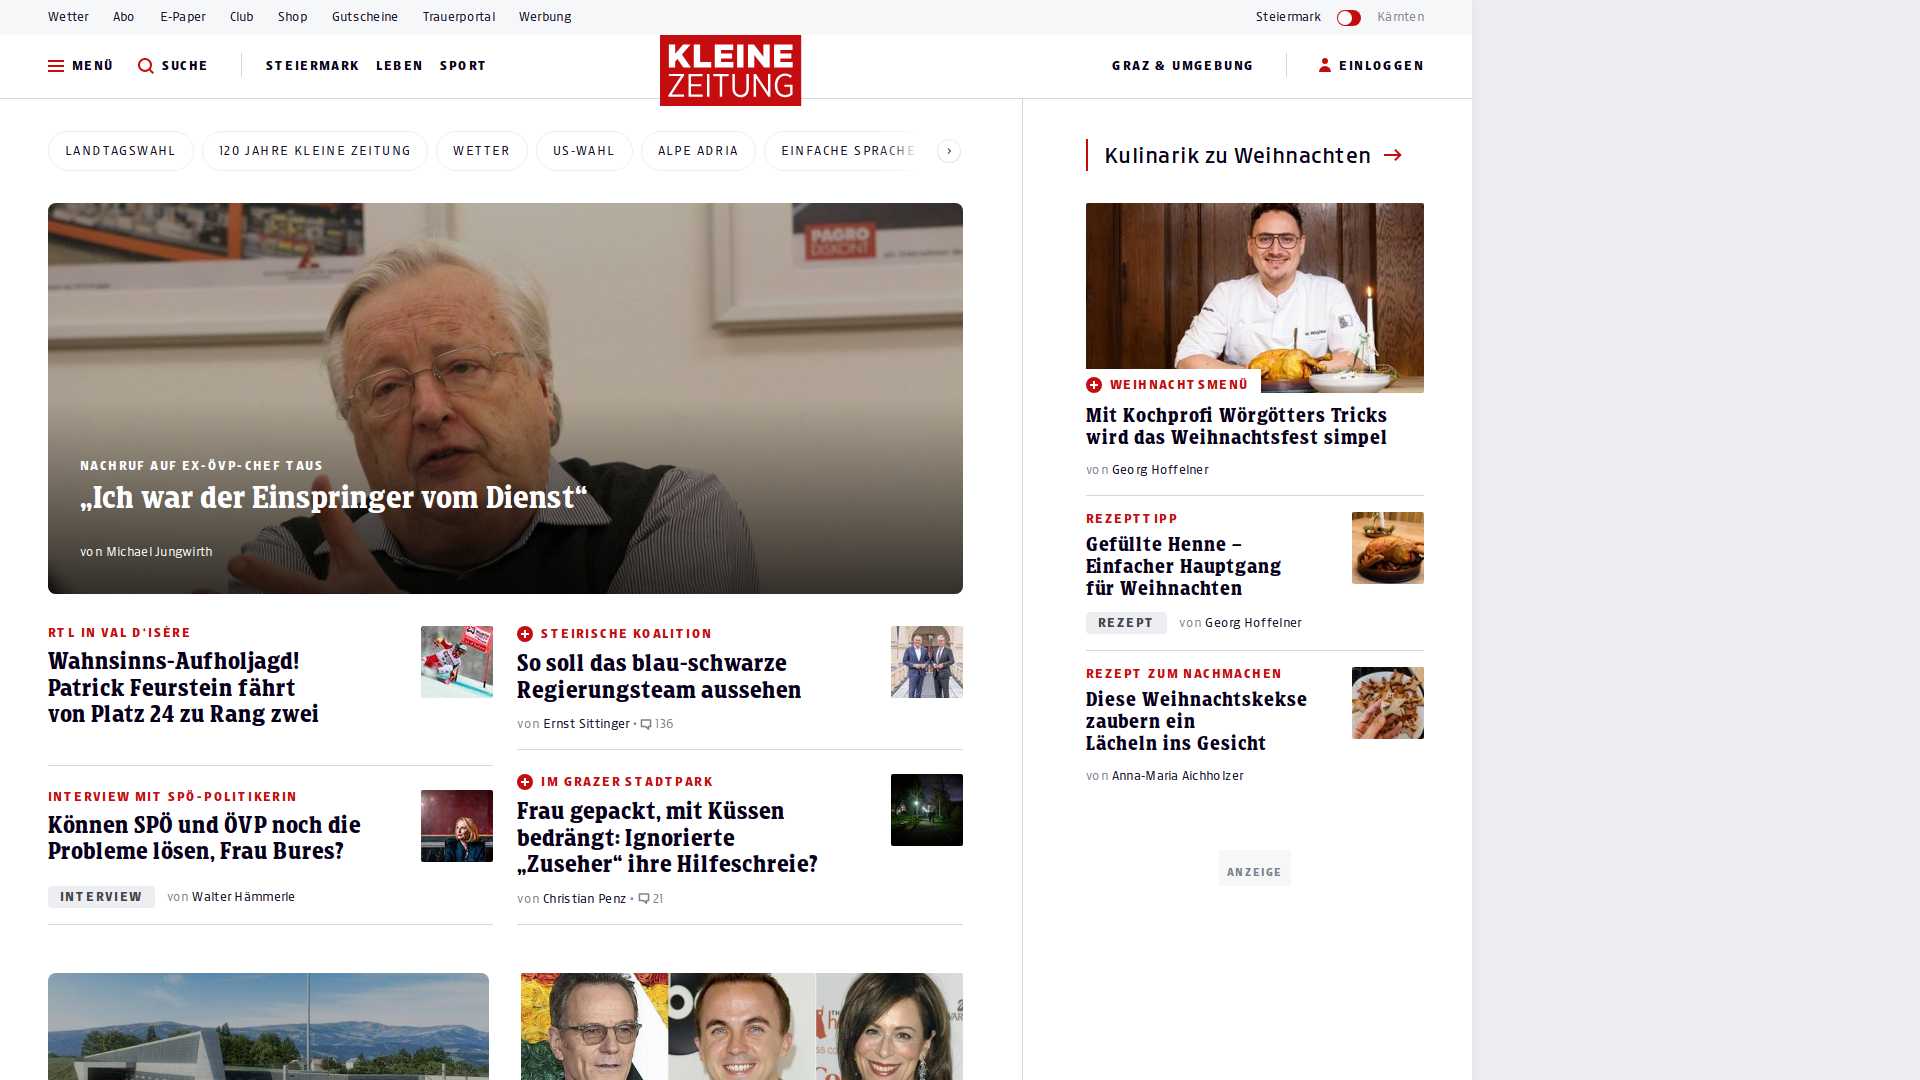 Wetter Abo E-Paper Club Shop Gutscheine Trauerportal Werbung Steiermark Kärnten
MENÜ SUCHE STEIERMARK LEBEN SPORT KLEINE ZEITUNG GRAZ & UMGEBUNG EINLOGGEN
LANDTAGSWAHL 120 JAHRE KLEINE ZEITUNG WETTER US-WAHL ALPE ADRIA EINFACHE SPRACHE
PAGRO
DISKONT
NACHRUF AUF EX-ÖVP-CHEF TAUS
„Ich war der Einspringer vom Dienst“
von Michael Jungwirth
RTL IN VAL D'ISÈRE
Wahnsinns-Aufholjagd!
Patrick Feurstein fährt
von Platz 24 zu Rang zwei
INTERVIEW MIT SPÖ-POLITIKERIN
Können SPÖ und ÖVP noch die
Probleme lösen, Frau Bures?
INTERVIEW von Walter Hämmerle
STEIRISCHE KOALITION
So soll das blau-schwarze
Regierungsteam aussehen
von Ernst Sittinger • 136
IM GRAZER STADTPARK
Frau gepackt, mit Küssen
bedrängt: Ignorierte
„Zuseher“ ihre Hilfeschreie?
von Christian Penz • 21
Kulinarik zu Weihnachten
WEIHNACHTSMENÜ
Mit Kochprofi Wörgötters Tricks
wird das Weihnachtsfest simpel
von Georg Hoffelner
REZEPTTIPP
Gefüllte Henne –
Einfacher Hauptgang
für Weihnachten
REZEPT von Georg Hoffelner
REZEPT ZUM NACHMACHEN
Diese Weihnachtskekse
zaubern ein
Lächeln ins Gesicht
von Anna-Maria Aichholzer
ANZEIGE